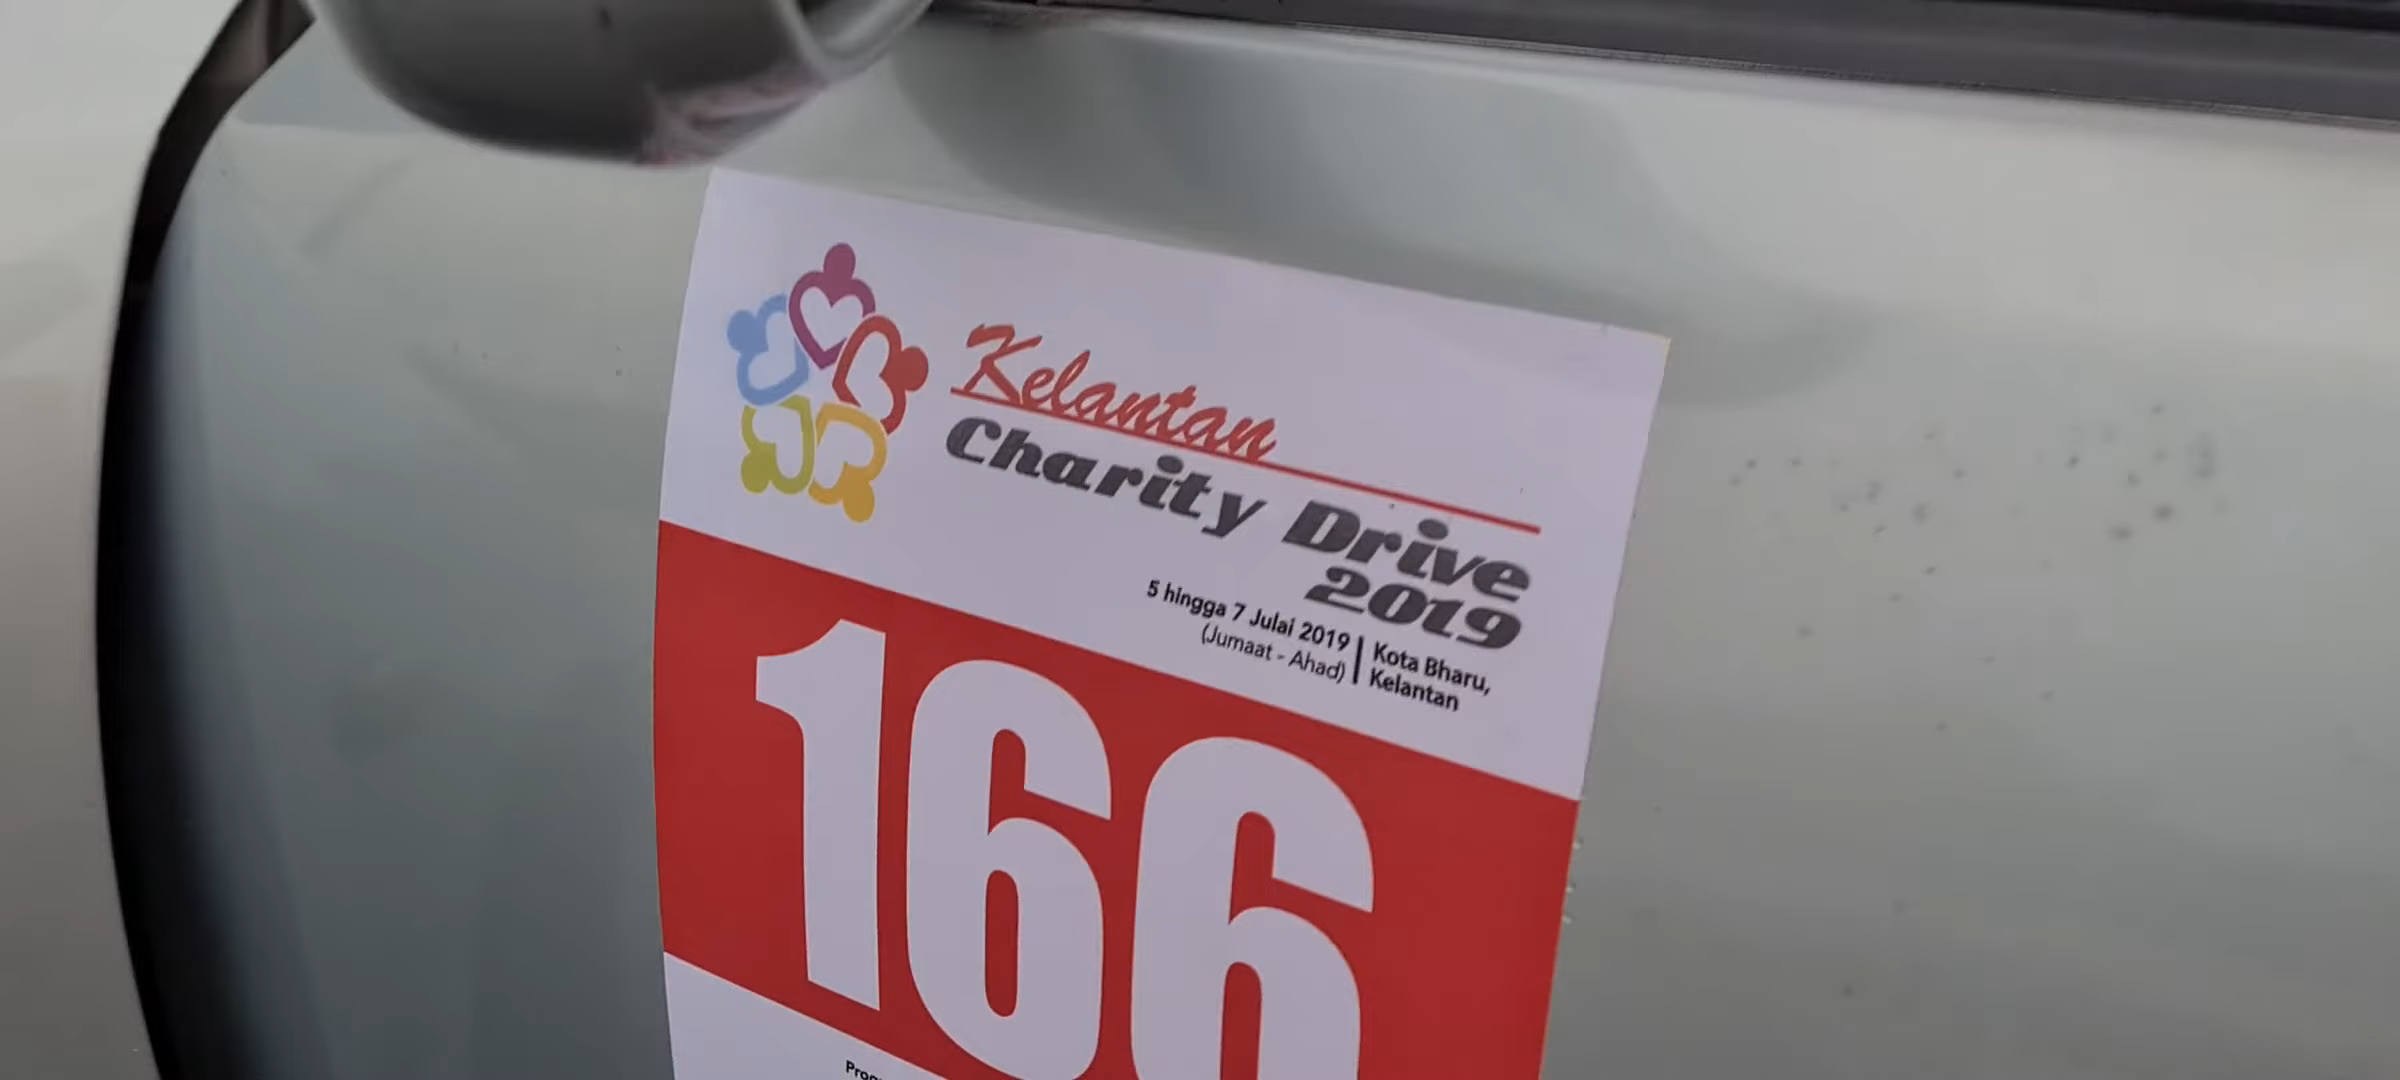 Kelantan
Charity Drive
2019
5 hingga 7 Julai 2019
(Jumaat - Ahad)
Kota Bharu,
Kelantan
166